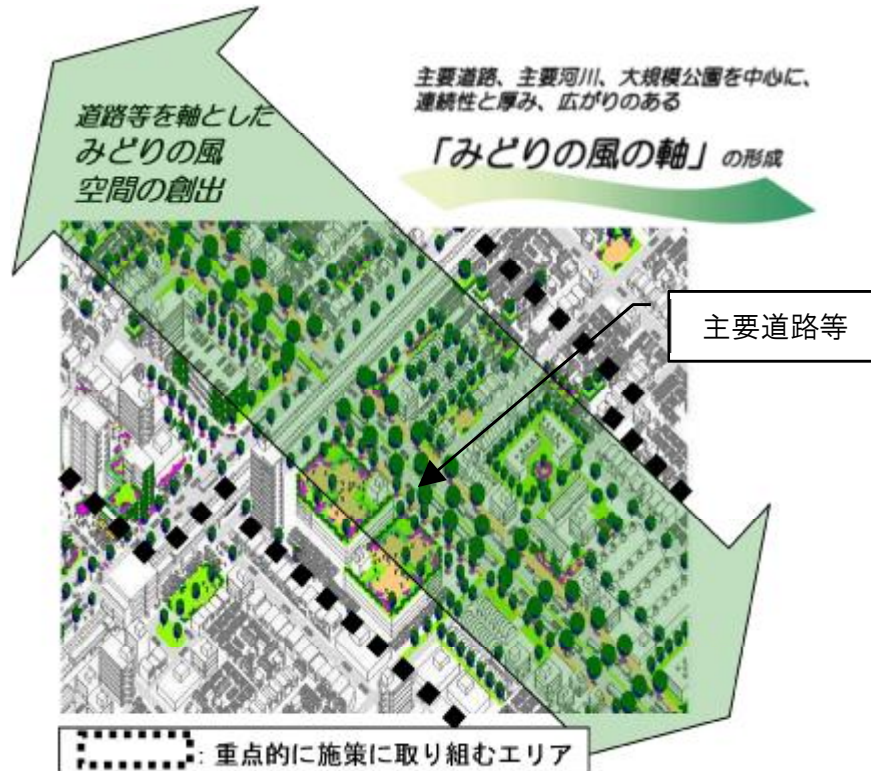 主要道路、主要河川、大規模公園を中心に、
連続性と厚み、広がりのある
「みどりの風の軸」の形成
道路等を軸とした
みどりの風
空間の創出
主要道路等
：重点的に施策に取り組むエリア